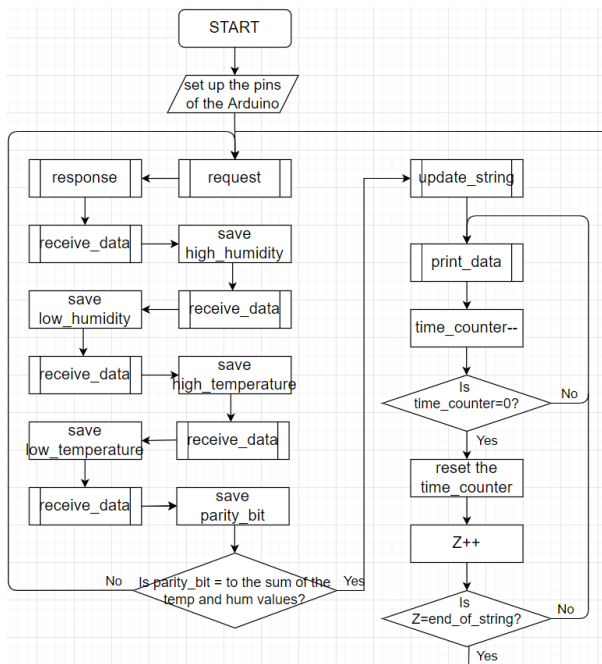 START
set up the pins
of the Arduino
request
response
receive_data
save
high_humidity
receive_data
save
low_humidity
receive_data
save
high_temperature
receive_data
save
low_temperature
receive_data
save
parity_bit
Is parity_bit = to the sum of the
temp and hum values?
No
Yes
update_string
print_data
time_counter--
Is
time_counter=0?
No
Yes
reset the
time_counter
Z++
Is
Z=end_of_string?
No
Yes